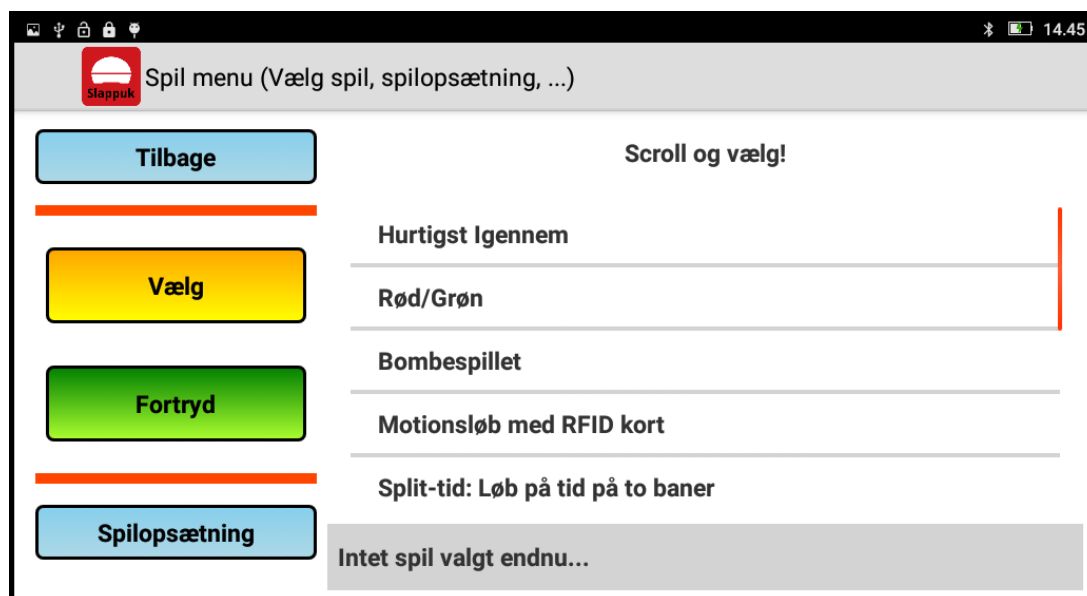 14.45
Slappuk
Spil menu (Vælg spil, spilopsætning, ...)
Tilbage
Vælg
Fortryd
Spilopsætning
Scroll og vælg!
Hurtigst Igennem
Rød/Grøn
Bombespillet
Motionsløb med RFID kort
Split-tid: Løb på tid på to baner
Intet spil valgt endnu...